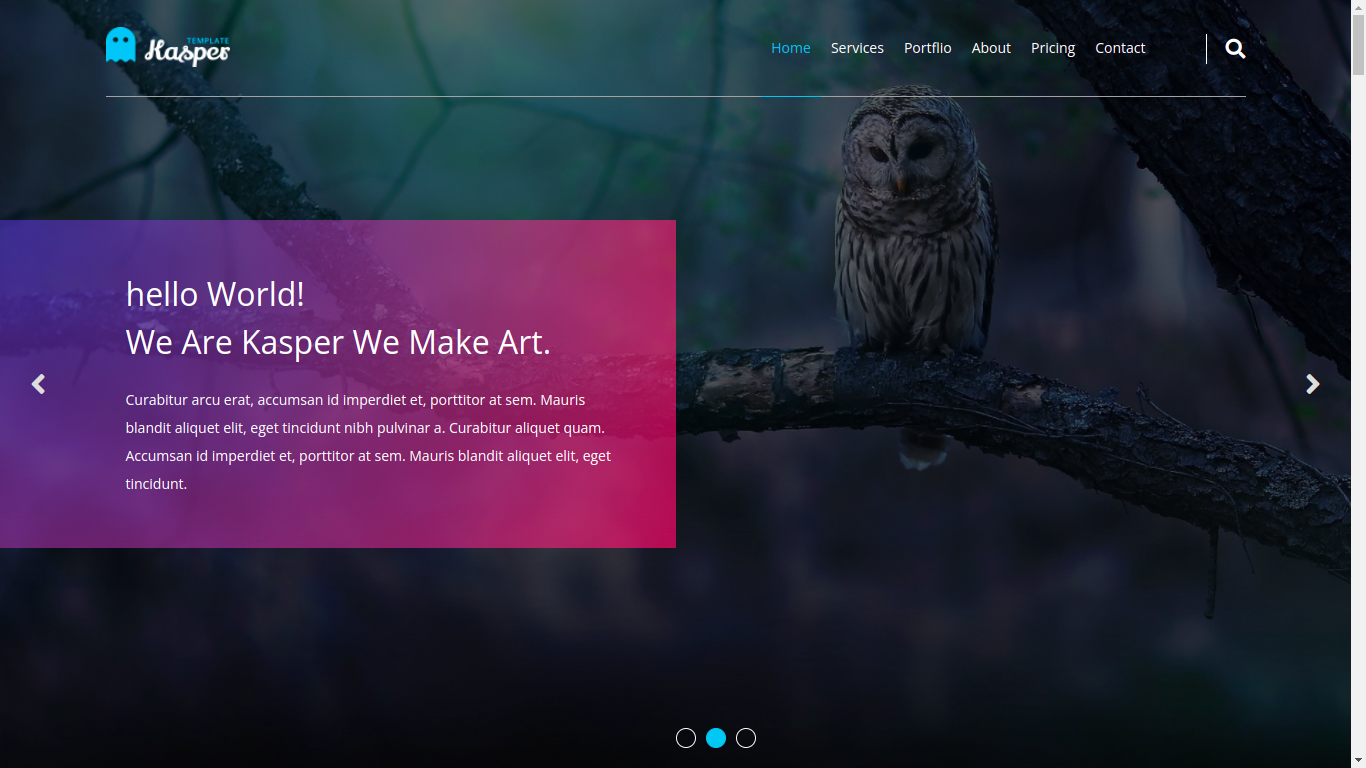 TEMPLATE
Kasper
Home Services Portflio About Pricing Contact
hello World!
We Are Kasper We Make Art.
Curabitur arcu erat, accumsan id imperdiet et, porttitor at sem. Mauris
blandit aliquet elit, eget tincidunt nibh pulvinar a. Curabitur aliquet quam.
Accumsan id imperdiet et, porttitor at sem. Mauris blandit aliquet elit, eget
tincidunt.